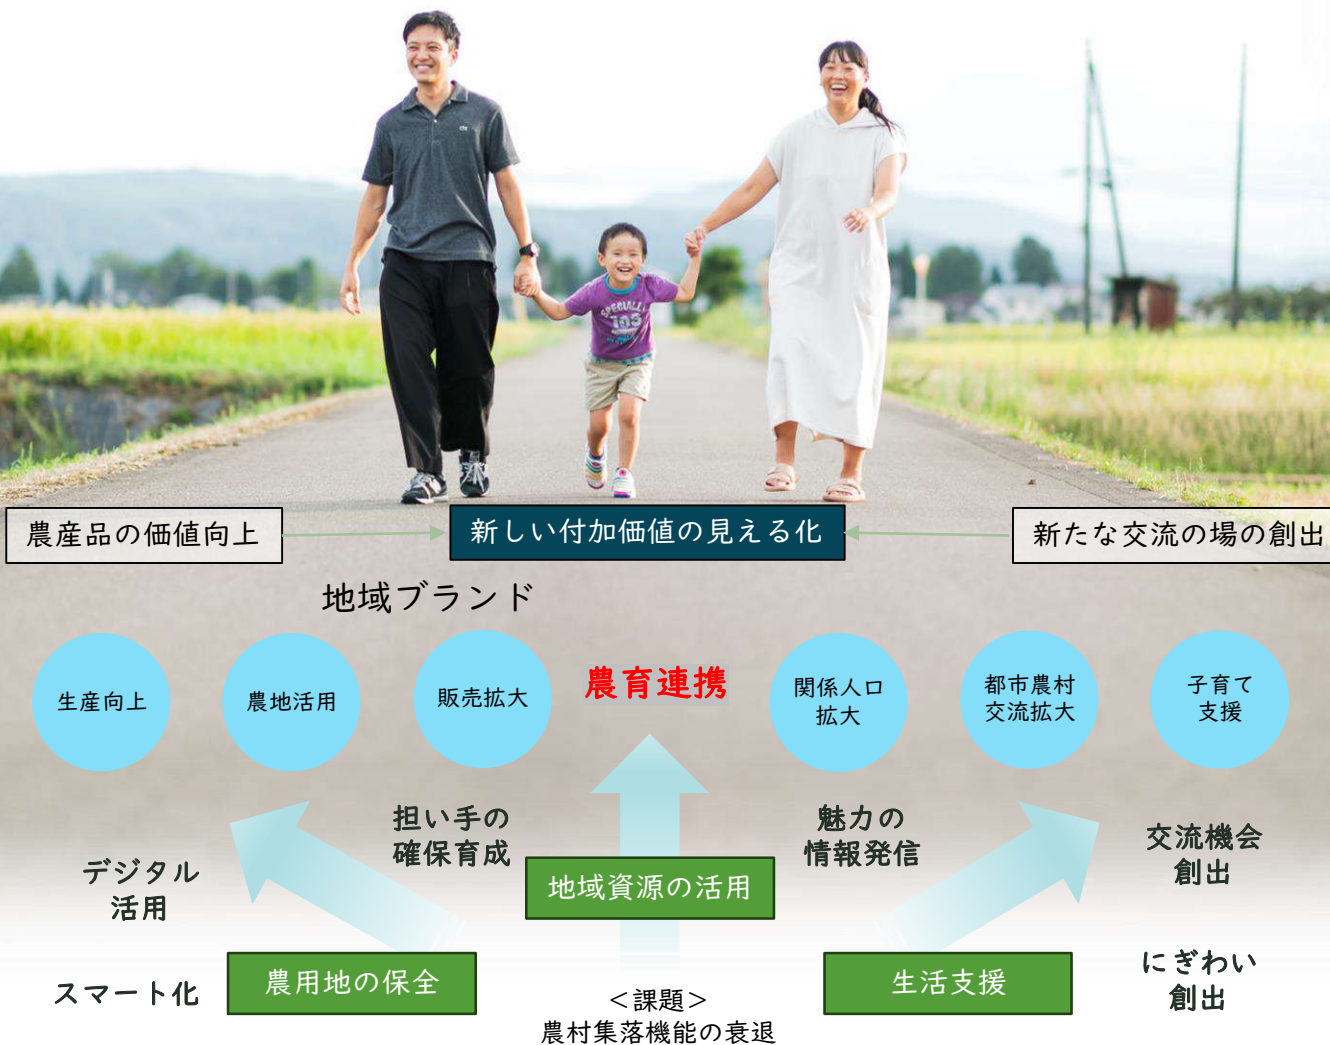 SPECIALLY
農産品の価値向上
新しい付加価値の見える化
新たな交流の場の創出
地域ブランド
生産向上
農地活用
販売拡大
農育連携
関係人口
拡大
都市農村
交流拡大
子育て
支援
担い手の
確保育成
魅力の
情報発信
交流機会
創出
デジタル
活用
地域資源の活用
スマート化
農用地の保全
生活支援
にぎわい
創出
＜課題＞
農村集落機能の衰退